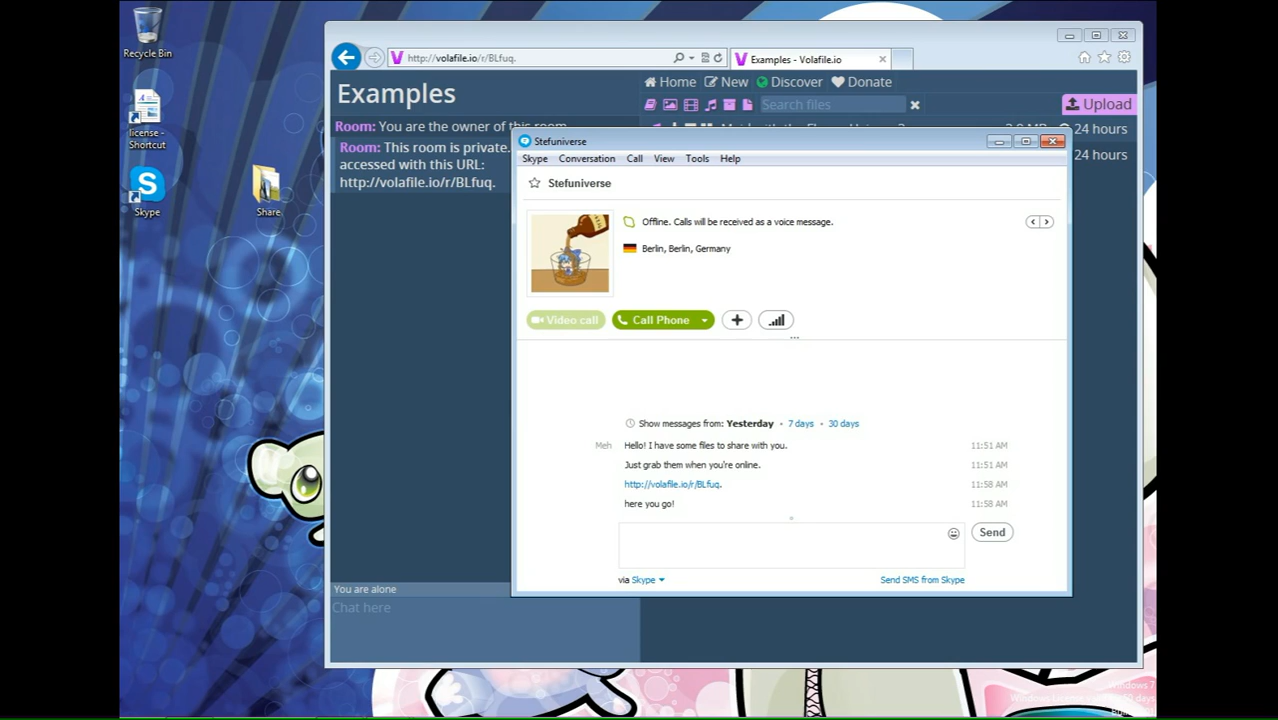 Recycle Bin
license -
Shortcut
Skype
Share
http://volafile.io/r/BLfuq.
Examples - Volafile.io
Examples
Home
New
Discover
Donate
Search files
Upload
Room: You are the owner of this room
24 hours
Room: This room is private.
accessed with this URL:
http://volafile.io/r/BLfuq.
24 hours
You are alone
Chat here
Stefuniverse
Skype Conversation Call View Tools Help
Stefuniverse
Offline. Calls will be received as a voice message.
Berlin, Berlin, Germany
Video call
Call Phone
Show messages from: Yesterday • 7 days • 30 days
Meh Hello! I have some files to share with you. 11:51 AM
Just grab them when you're online. 11:51 AM
http://volafile.io/r/BLfuq. 11:58 AM
here you go! 11:58 AM
Send
via Skype
Send SMS from Skype
Windows 7
Windows License